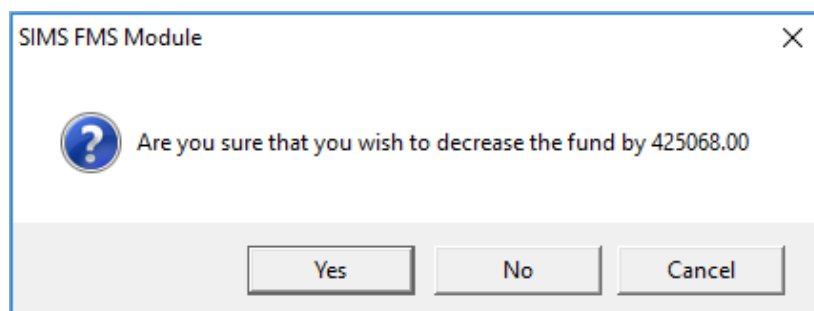 SIMS FMS Module
Are you sure that you wish to decrease the fund by 425068.00
Yes
No
Cancel